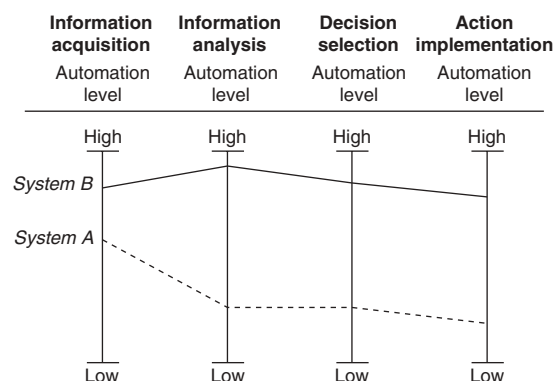 Information acquisition
Automation level
Information analysis
Automation level
Decision selection
Automation level
Action implementation
Automation level
High
High
High
High
System B
System A
Low
Low
Low
Low